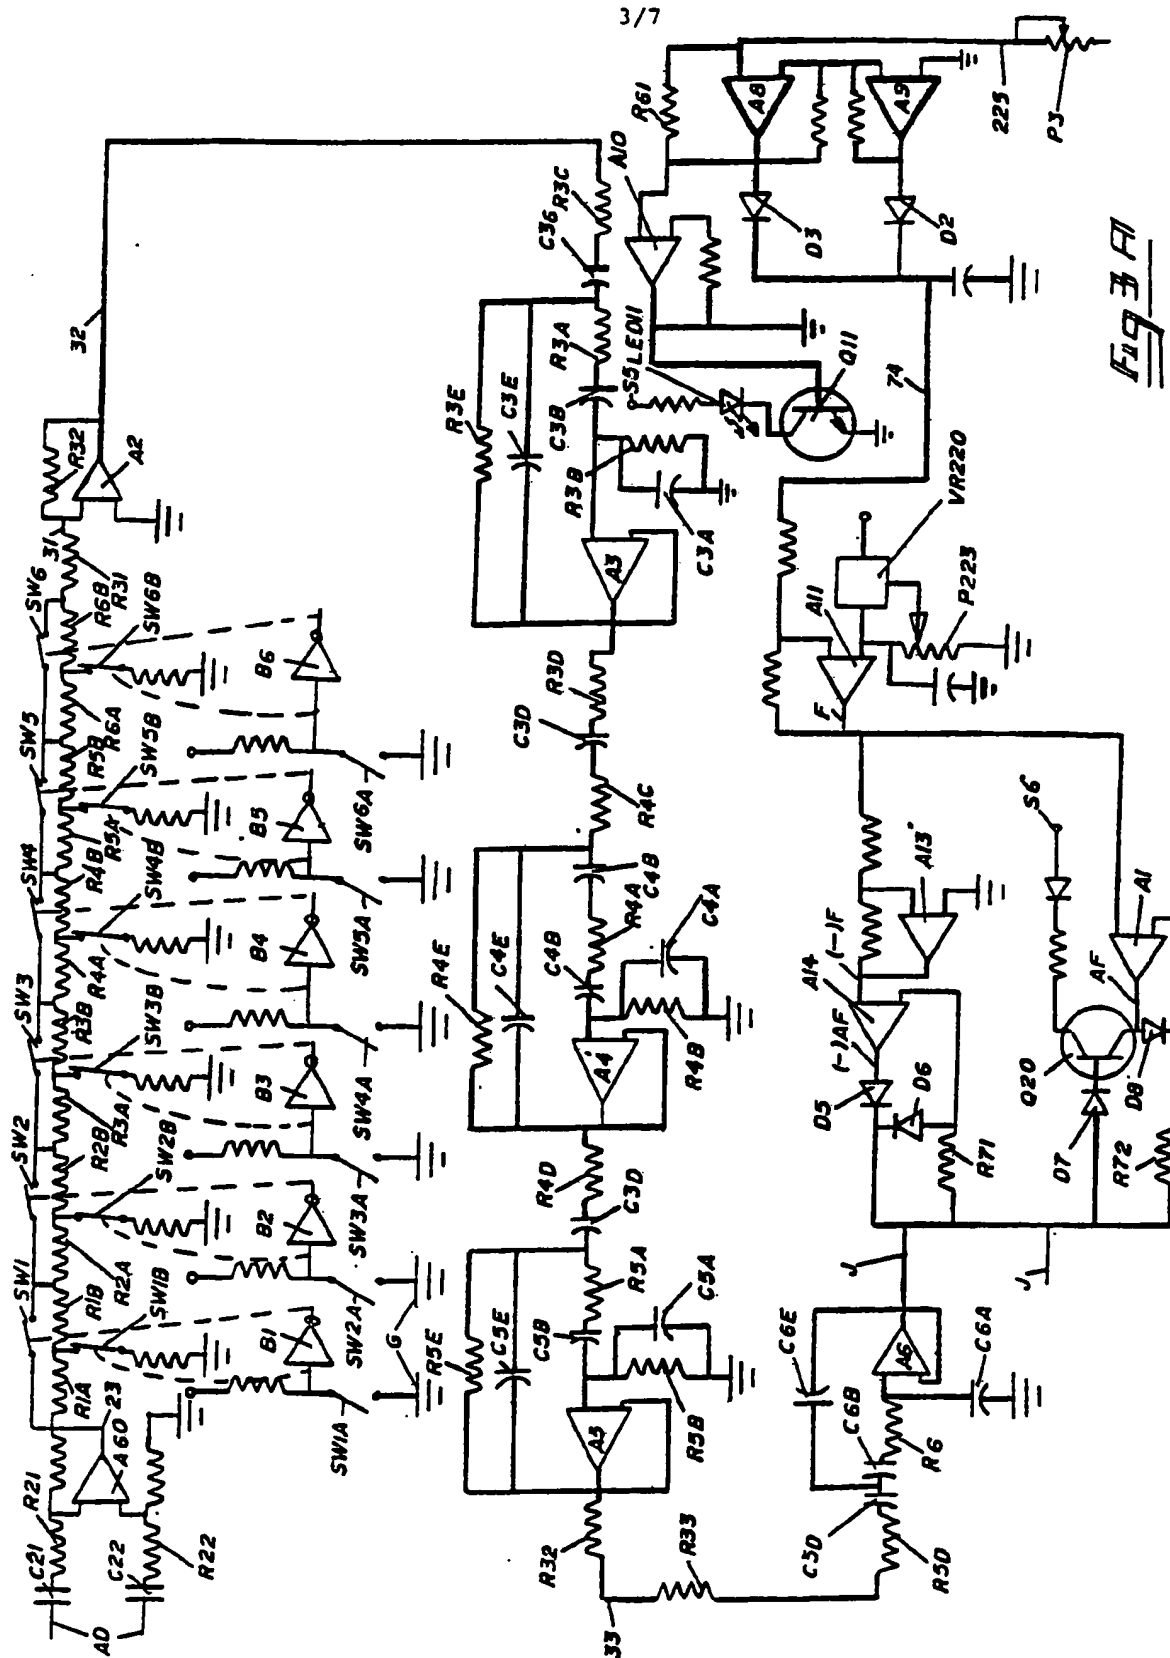 3/7
AD
C21
C22
R21
R22
A60
23
R1A
R1B
R2A
R2B
R3A1
R3B
R4A
R4B
R5A
R5B
R6A
R6B
R31
31
R32
A2
32
SW1
SW2
SW3
SW4
SW5
SW6
SW1B
SW2B
SW3B
SW4B
SW5B
SW6B
B1
B2
B3
B4
B5
B6
SW1A
SW2A
SW3A
SW4A
SW5A
SW6A
G
R3C
C36
R3A
C3B
R3E
C3E
R3B
C3A
A3
R3D
C3D
R4C
C4B
R4A
C4B
R4E
C4E
C4A
R4B
A4
R4D
C3D
R5A
C5B
R5E
C5E
C5A
R5B
A5
R32
33
R33
R5D
C5D
C6B
R6
C6E
A6
C6A
J
J
R61
A8
A9
A10
D3
D2
225
P3
S5
LED11
Q11
74
VR220
P223
A11
F
A13
(-)F
A14
(-)AF
D5
D6
R71
S6
A1
AF
Q20
D8
D7
R72
Fig 3 A1